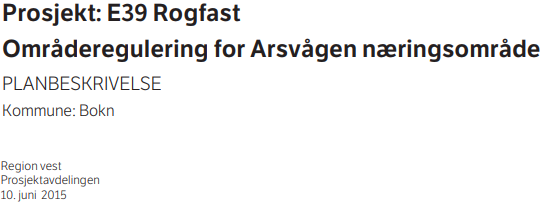 Prosjekt: E39 Rogfast
Områderegulering for Arsvågen næringsområde
PLANBESKRIVELSE
Kommune: Bokn
Region vest
Prosjektavdelingen
10. juni 2015